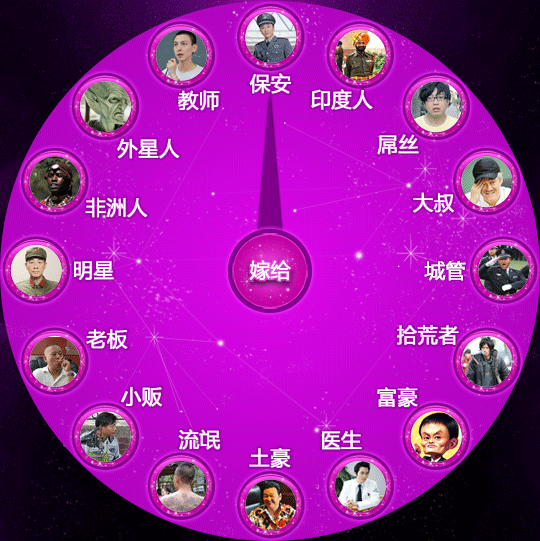 保安
教师
印度人
外星人
屌丝
非洲人
大叔
明星
嫁给
城管
老板
拾荒者
小贩
富豪
流氓
医生
土豪